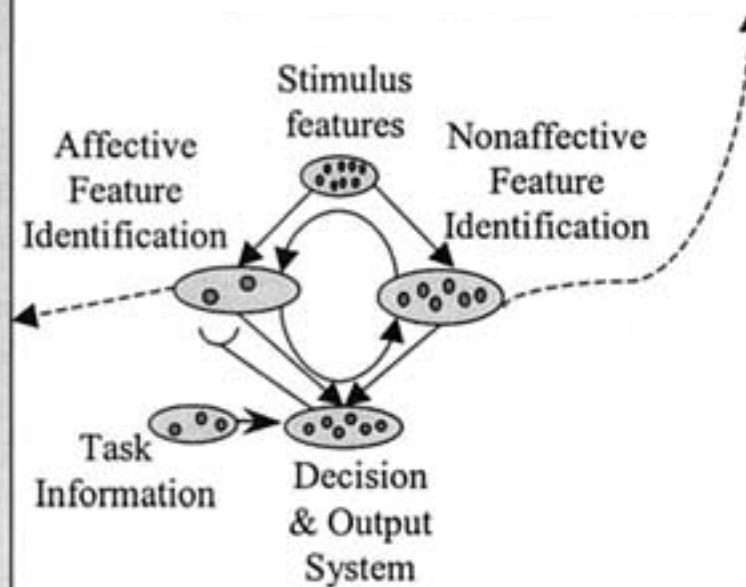 Stimulus
features
Affective
Feature
Identification
Nonaffective
Feature
Identification
Task
Information
Decision
& Output
System